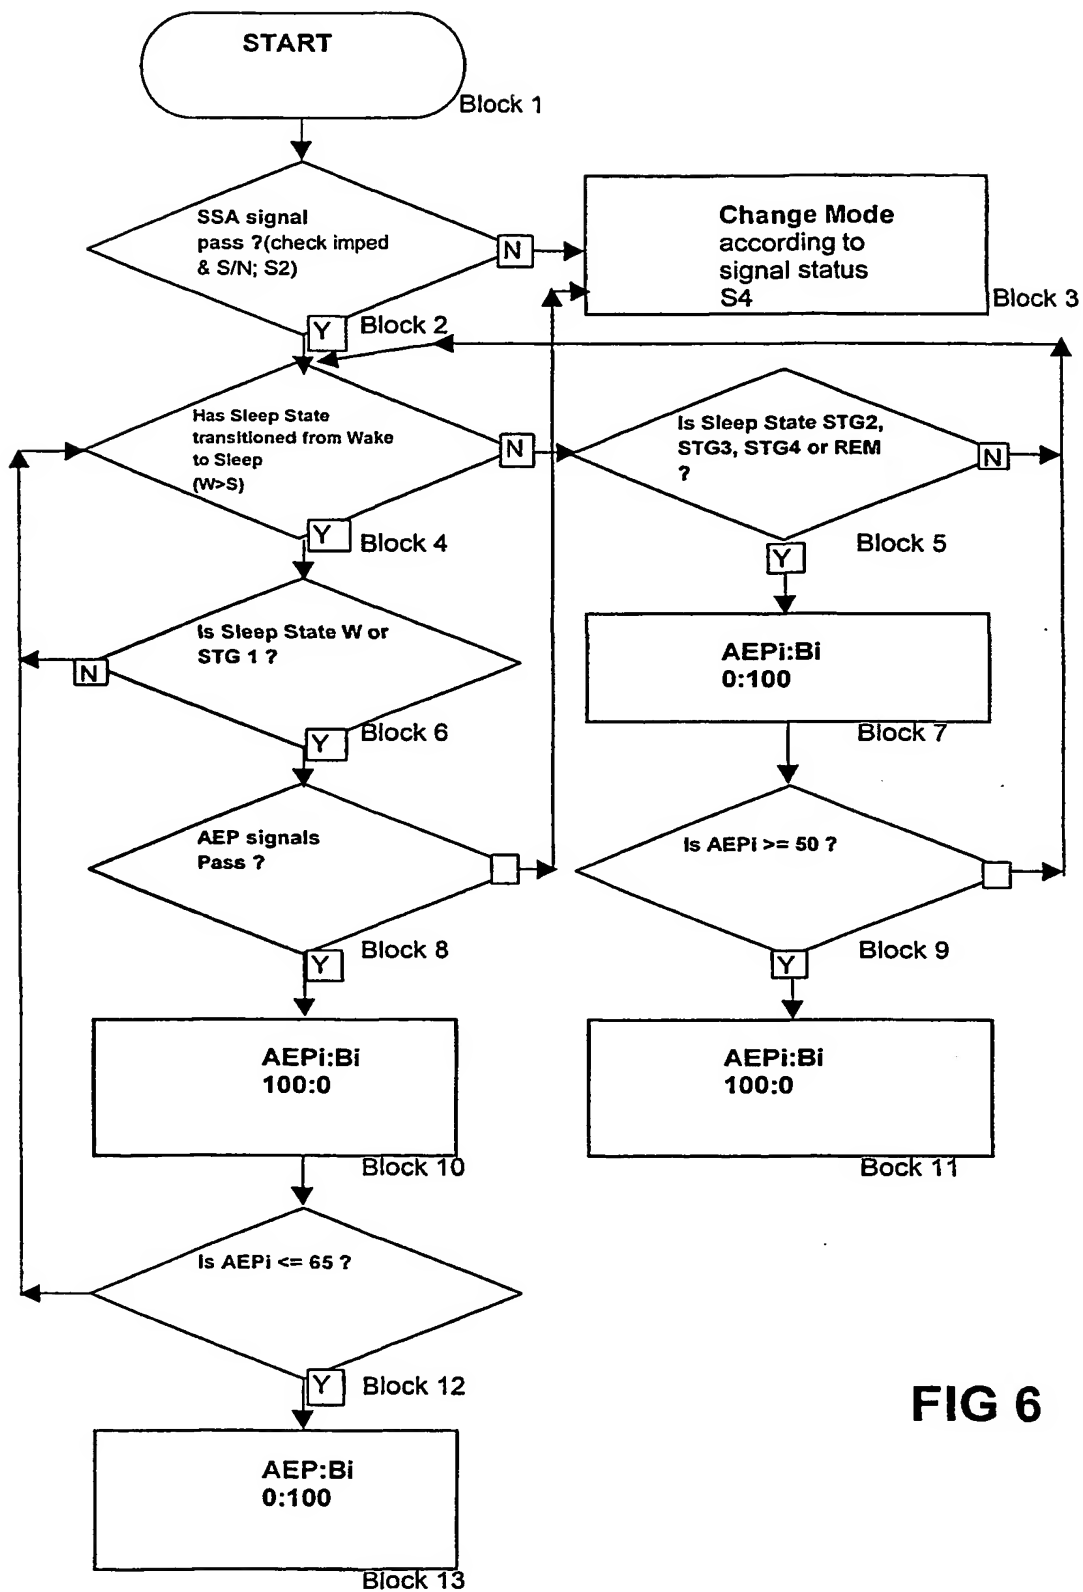 START
Block 1
SSA signal
pass ?(check imped
& S/N; S2)
N
Y
Block 2
Change Mode
according to
signal status
S4
Block 3
Has Sleep State
transitioned from Wake
to Sleep
(W>S)
N
Y
Block 4
Is Sleep State STG2,
STG3, STG4 or REM
?
N
Y
Block 5
Is Sleep State W or
STG 1 ?
N
Y
Block 6
AEPi:Bi
0:100
Block 7
AEP signals
Pass ?
Y
Block 8
Is AEPi >= 50 ?
Y
Block 9
AEPi:Bi
100:0
Block 10
AEPi:Bi
100:0
Bock 11
Is AEPi <= 65 ?
Y
Block 12
AEP:Bi
0:100
Block 13
FIG 6